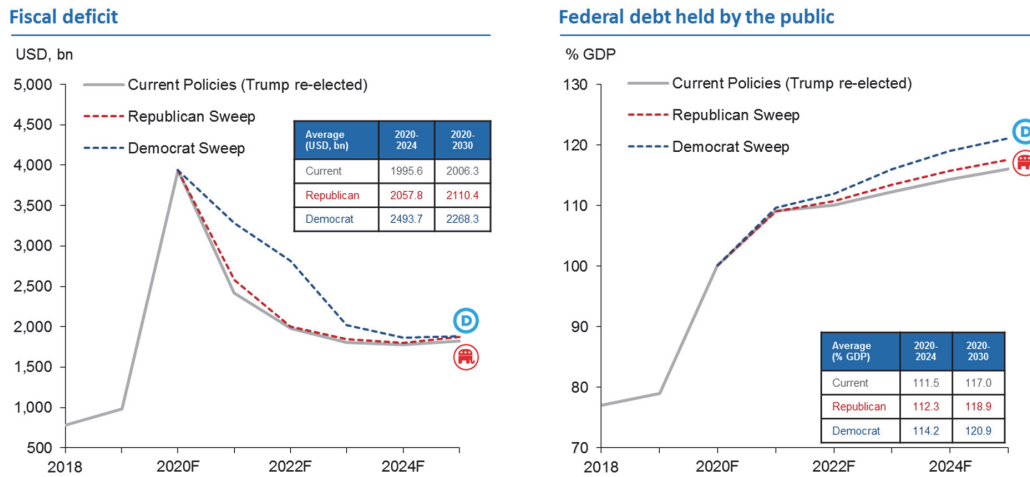 Fiscal deficit
USD, bn
5,000
4,500
4,000
3,500
3,000
2,500
2,000
1,500
1,000
500
2018
2020F
2022F
2024F
Current Policies (Trump re-elected)
Republican Sweep
Democrat Sweep
Average (USD, bn) 2020-2024 2020-2030
Current 1995.6 2006.3
Republican 2057.8 2110.4
Democrat 2493.7 2268.3
D
Federal debt held by the public
% GDP
130
120
110
100
90
80
70
2018
2020F
2022F
2024F
Current Policies (Trump re-elected)
Republican Sweep
Democrat Sweep
D
Average (% GDP) 2020-2024 2020-2030
Current 111.5 117.0
Republican 112.3 118.9
Democrat 114.2 120.9